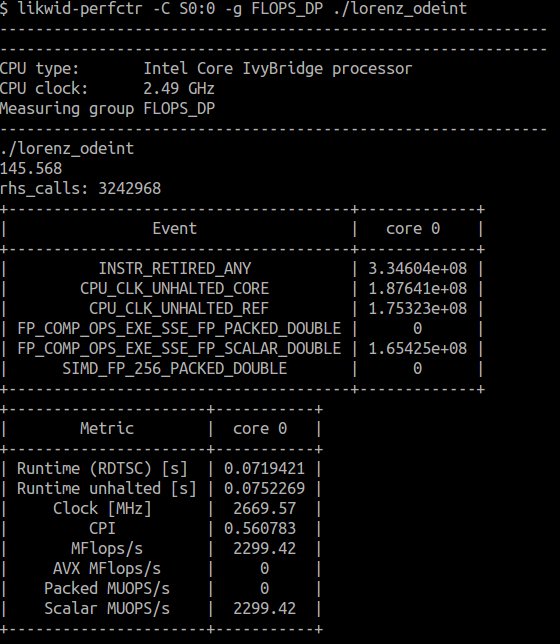 $ likwid-perfctr -C S0:0 -g FLOPS_DP ./lorenz_odeint
-------------------------------------------------------------
-------------------------------------------------------------
CPU type:       Intel Core IvyBridge processor
CPU clock:      2.49 GHz
Measuring group FLOPS_DP
-------------------------------------------------------------
./lorenz_odeint
145.568
rhs_calls: 3242968
+--------------------------------------+-------------+
|                Event                 |   core 0    |
+--------------------------------------+-------------+
|          INSTR_RETIRED_ANY           | 3.34604e+08 |
|        CPU_CLK_UNHALTED_CORE         | 1.87641e+08 |
|         CPU_CLK_UNHALTED_REF         | 1.75323e+08 |
| FP_COMP_OPS_EXE_SSE_FP_PACKED_DOUBLE |      0      |
| FP_COMP_OPS_EXE_SSE_FP_SCALAR_DOUBLE | 1.65425e+08 |
|      SIMD_FP_256_PACKED_DOUBLE       |      0      |
+--------------------------------------+-------------+
+----------------------+-----------+
|        Metric        |  core 0   |
+----------------------+-----------+
|  Runtime (RDTSC) [s] | 0.0719421 |
| Runtime unhalted [s] | 0.0752269 |
|     Clock [MHz]      |  2669.57  |
|         CPI          | 0.560783  |
|       MFlops/s       |  2299.42  |
|     AVX MFlops/s     |     0     |
|    Packed MUOPS/s    |     0     |
|    Scalar MUOPS/s    |  2299.42  |
+----------------------+-----------+